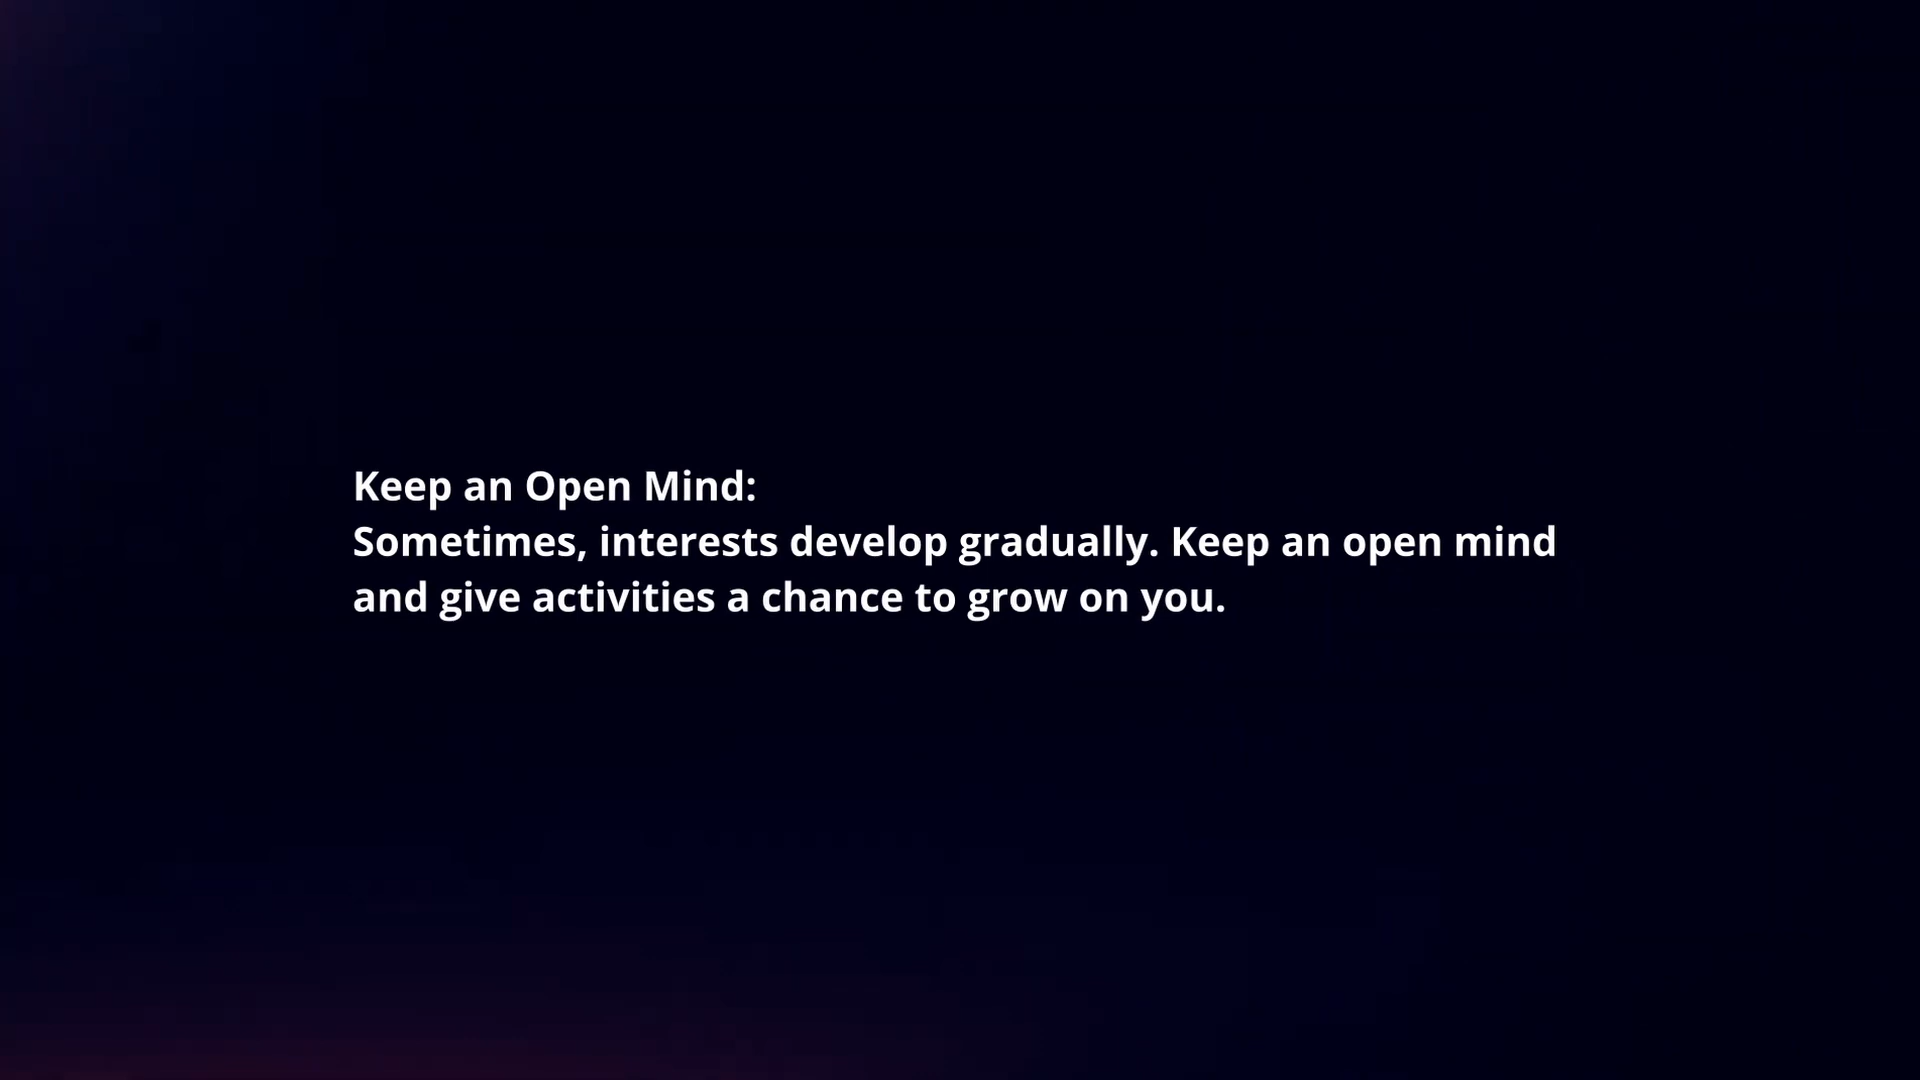 Keep an Open Mind:
Sometimes, interests develop gradually. Keep an open mind
and give activities a chance to grow on you.